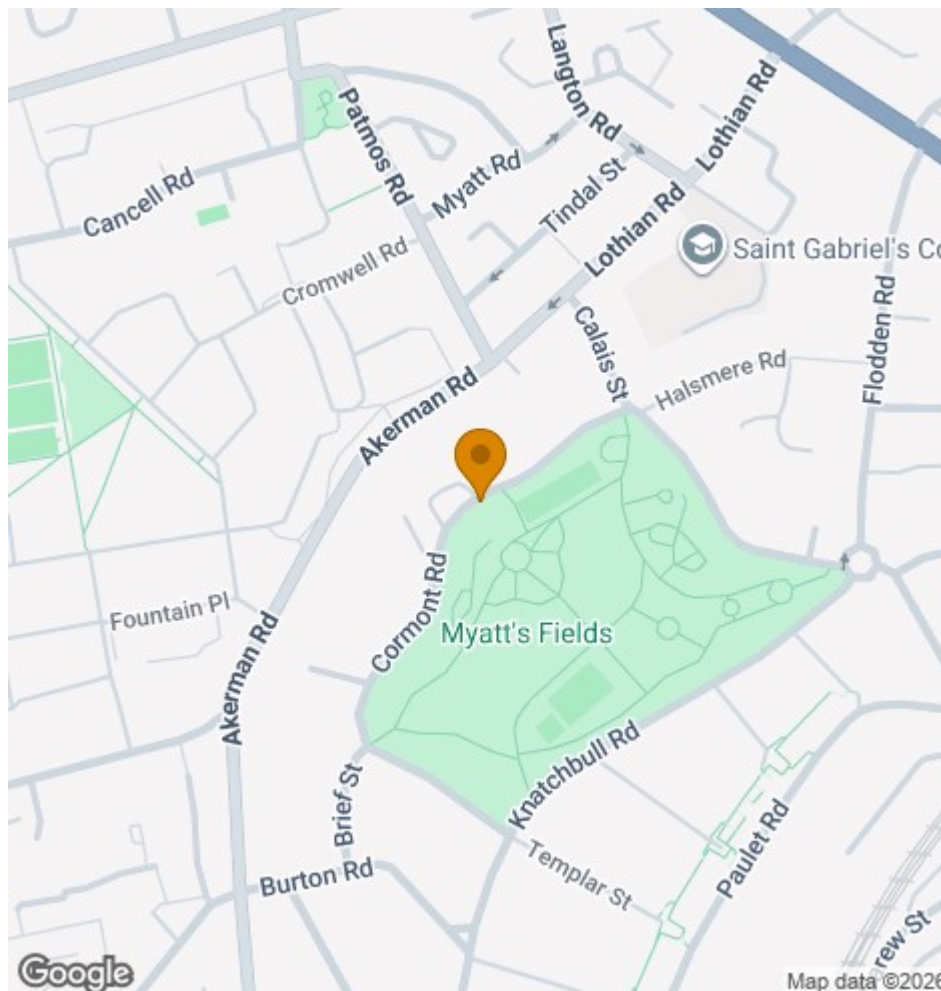 Langton Rd
Lothian Rd
Patmos Rd
Myatt Rd
Tindal St
Cancell Rd
Lothian Rd
Saint Gabriel's Co
Cromwell Rd
Flodden Rd
Calais St
Halsmere Rd
Akerman Rd
Fountain Pl
Cormont Rd
Myatt's Fields
Akerman Rd
Knatchbull Rd
Brief St
Paulet Rd
Burton Rd
Templar St
rew St
Google
Map data ©2026